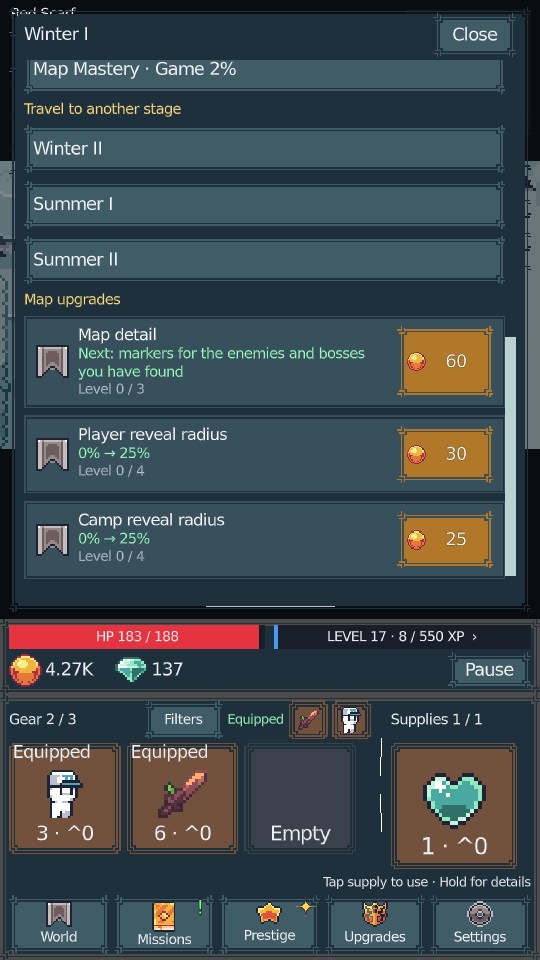 Red Scarf
Winter I
Close
Map Mastery · Game 2%
Travel to another stage
Winter II
Summer I
Summer II
Map upgrades
Map detail
Next: markers for the enemies and bosses
you have found
Level 0 / 3
60
Player reveal radius
0% → 25%
Level 0 / 4
30
Camp reveal radius
0% → 25%
Level 0 / 4
25
HP 183 / 188
LEVEL 17 · 8 / 550 XP ›
4.27K
137
Pause
Gear 2 / 3
Filters
Equipped
Supplies 1 / 1
Equipped
3 · ^0
Equipped
6 · ^0
Empty
1 · ^0
Tap supply to use · Hold for details
World
Missions
!
Prestige
Upgrades
Settings